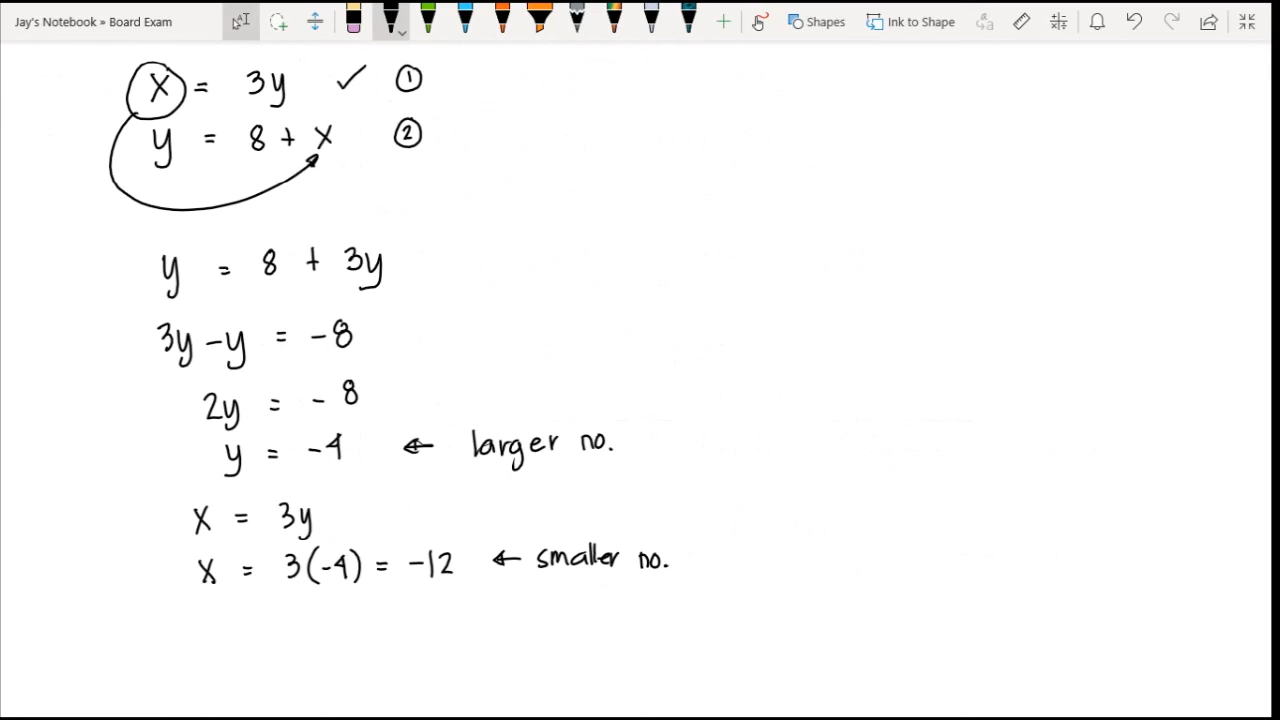 Jay's Notebook » Board Exam Shapes Ink to Shape
x = 3y ✓ ①
y = 8 + x ②
y = 8 + 3y
3y - y = -8
2y = - 8
y = -4 ← larger no.
x = 3y
x = 3(-4) = -12 ← smaller no.